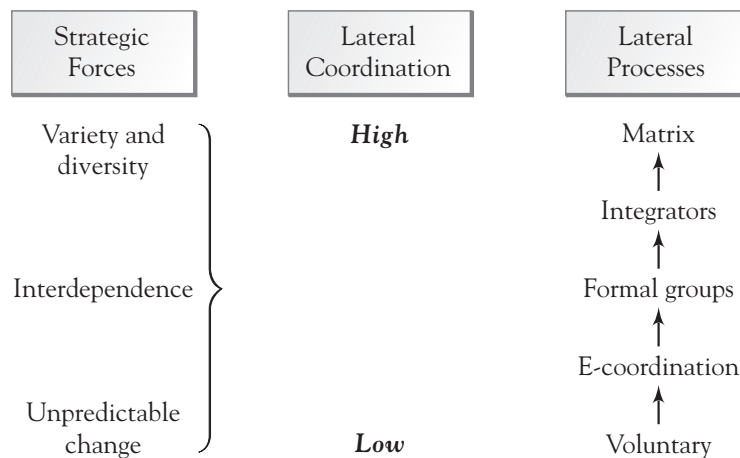 Strategic
Forces
Lateral
Coordination
Lateral
Processes
Variety and
diversity
High
Matrix
Integrators
Interdependence
Formal groups
E-coordination
Unpredictable
change
Low
Voluntary